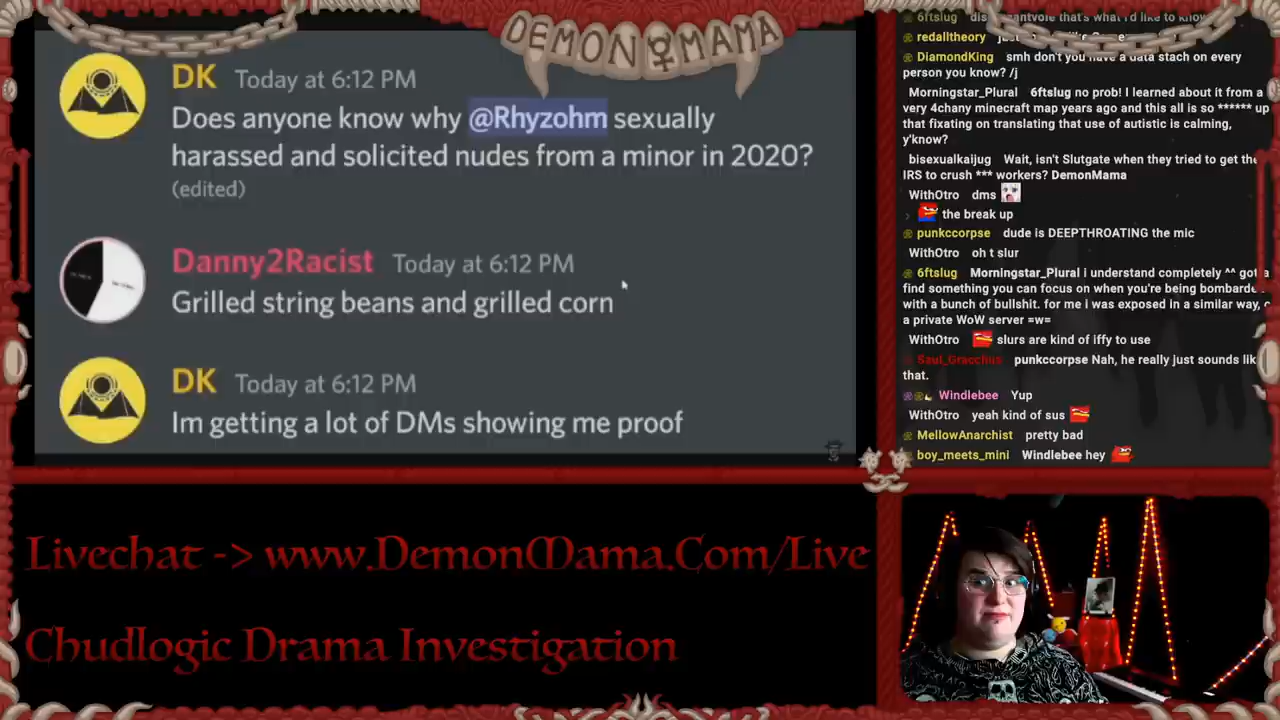 DEMON MAMA
DK Today at 6:12 PM
Does anyone know why @Rhyzohm sexually
harassed and solicited nudes from a minor in 2020?
(edited)
Danny2Racist Today at 6:12 PM
Grilled string beans and grilled corn
DK Today at 6:12 PM
Im getting a lot of DMs showing me proof
6ftslug that's what i'd like to know
redalltheory
DiamondKing smh don't you have a data stach on every
person you know? /j
Morningstar_Plural 6ftslug no prob! I learned about it from a
very 4chany minecraft map years ago and this all is so ****** up
that fixating on translating that use of autistic is calming,
y'know?
bisexualkaijug Wait, isn't Slutgate when they tried to get the
IRS to crush *** workers? DemonMama
WithOtro dms
the break up
punkccorpse dude is DEEPTHROATING the mic
WithOtro oh t slur
6ftslug Morningstar_Plural i understand completely ^^ got a
find something you can focus on when you're being bombarde
with a bunch of bullshit. for me i was exposed in a similar way,
a private WoW server =w=
WithOtro slurs are kind of iffy to use
Saul_Gracchus punkccorpse Nah, he really just sounds lik
that.
Windlebee Yup
WithOtro yeah kind of sus
MellowAnarchist pretty bad
boy_meets_mini Windlebee hey
Livechat -> www.DemonMama.Com/Live
Chudlogic Drama Investigation